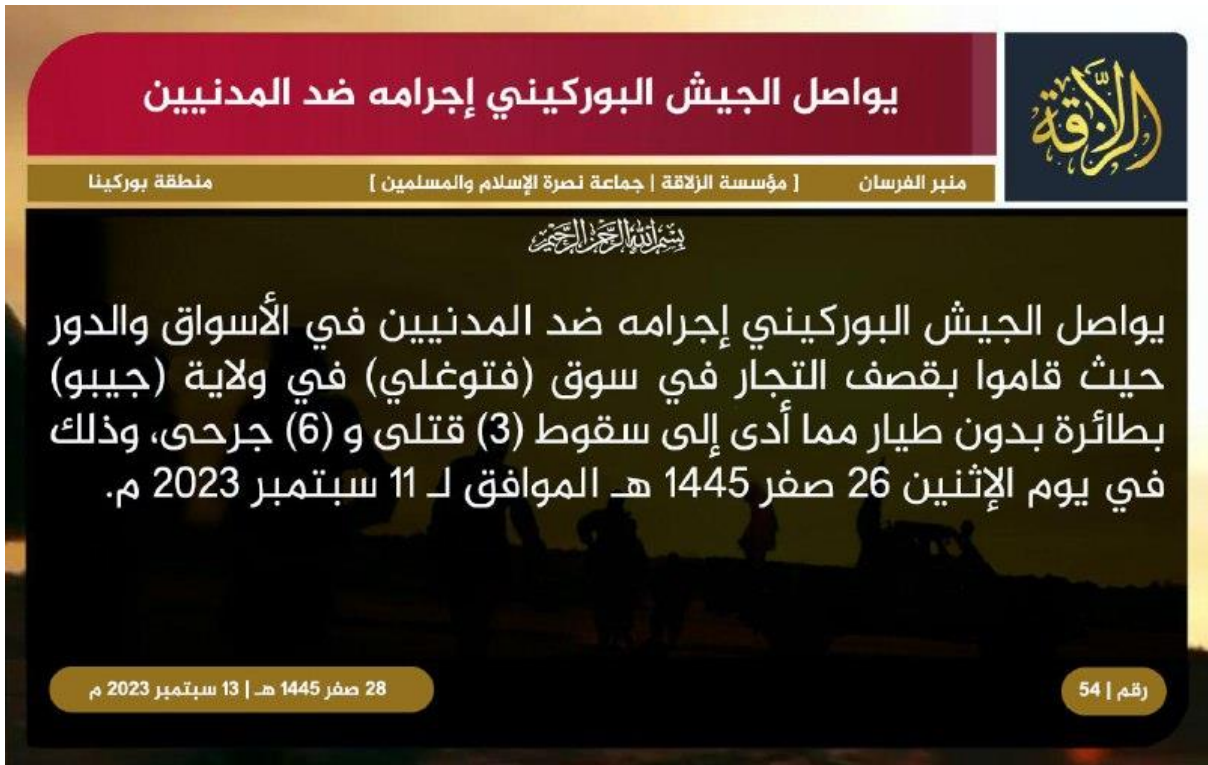 يواصل الجيش البوركيني إجرامه ضد المدنيين
الزلاقة
منبر الفرسان
[ مؤسسة الزلاقة | جماعة نصرة الإسلام والمسلمين ]
منطقة بوركينا
بسم الله الرحمن الرحيم
يواصل الجيش البوركيني إجرامه ضد المدنيين في الأسواق والدور
حيث قاموا بقصف التجار في سوق (فتوغلي) في ولاية (جيبو)
بطائرة بدون طيار مما أدى إلى سقوط (3) قتلى و (6) جرحى، وذلك
في يوم الإثنين 26 صفر 1445 هـ الموافق لـ 11 سبتمبر 2023 م.
رقم | 54
28 صفر 1445 هـ | 13 سبتمبر 2023 م